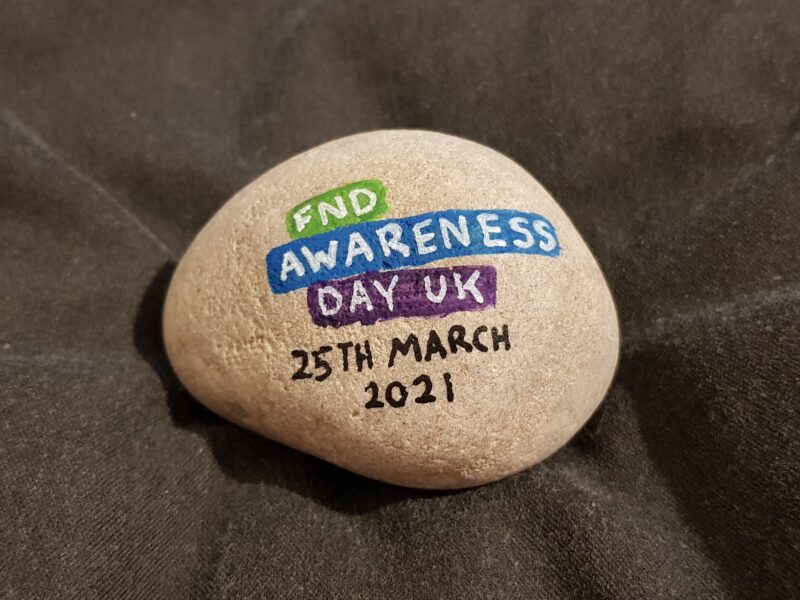 FND
AWARENESS
DAY UK
25TH MARCH
2021